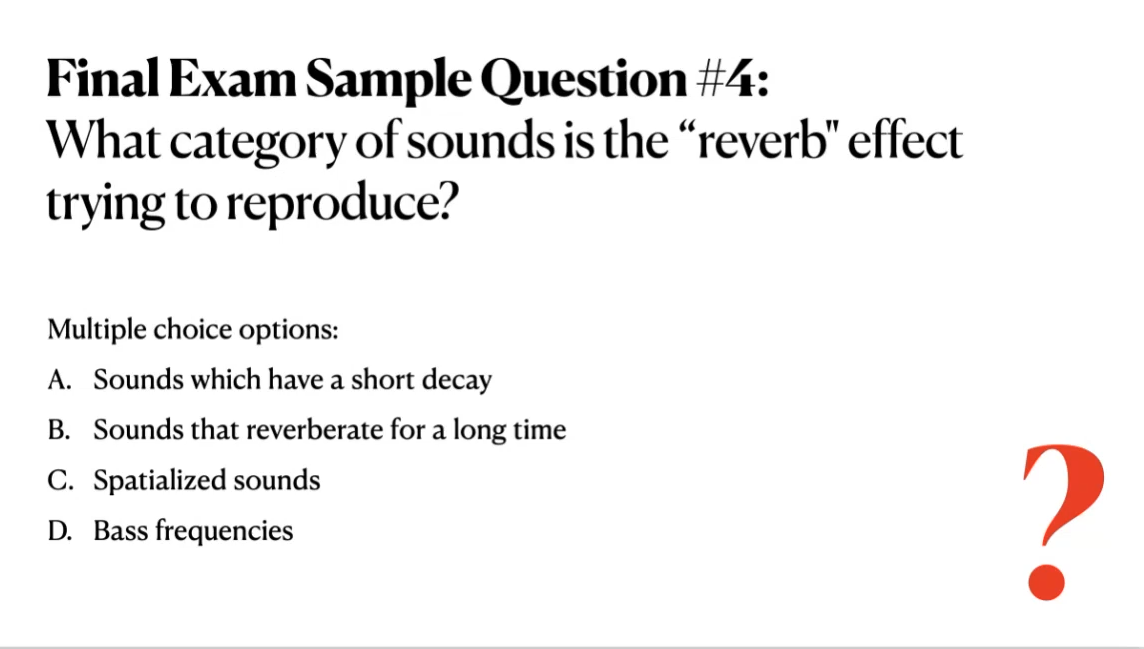 Final Exam Sample Question #4:
What category of sounds is the “reverb" effect
trying to reproduce?
Multiple choice options:
A. Sounds which have a short decay
B. Sounds that reverberate for a long time
C. Spatialized sounds
D. Bass frequencies
?